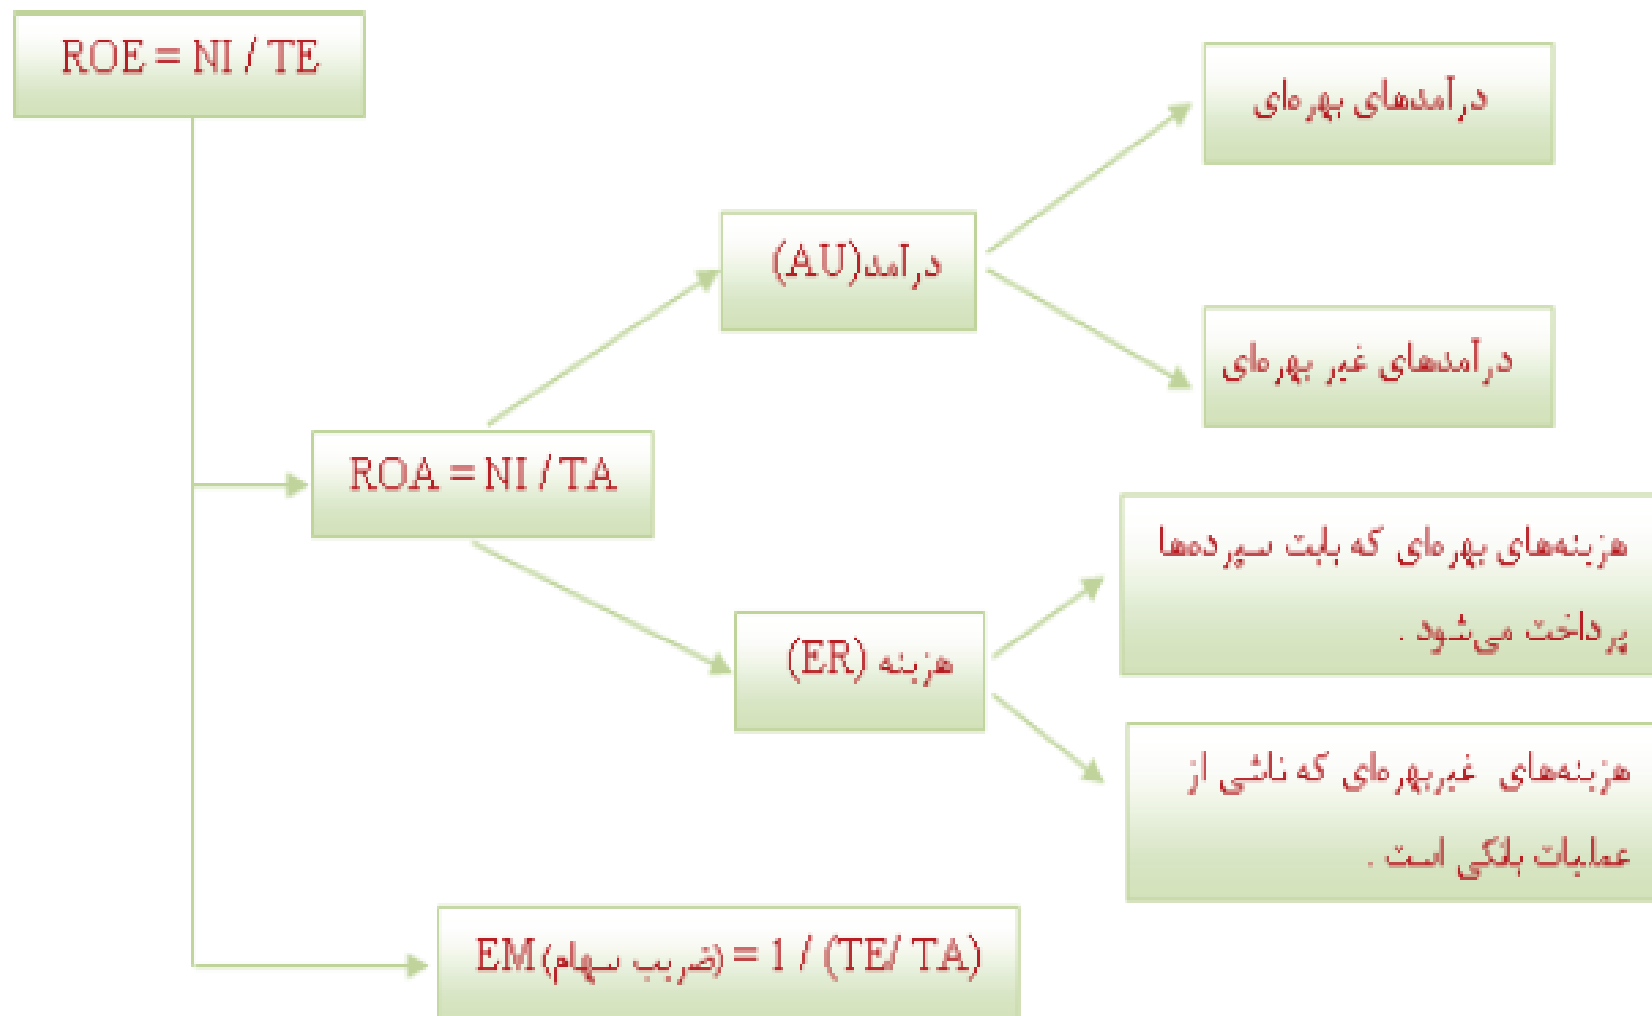 ROE = NI / TE
درآمدهای بهره‌ای
درآمد(AU)
درآمدهای غیر بهره‌ای
ROA = NI / TA
هزینه‌های بهره‌ای که بابت سپرده‌ها
پرداخت می‌شود .
هزینه (ER)
هزینه‌های غیربهره‌ای که ناشی از
عملیات بانکی است .
EM(ضریب سهام) = 1 / (TE/ TA)